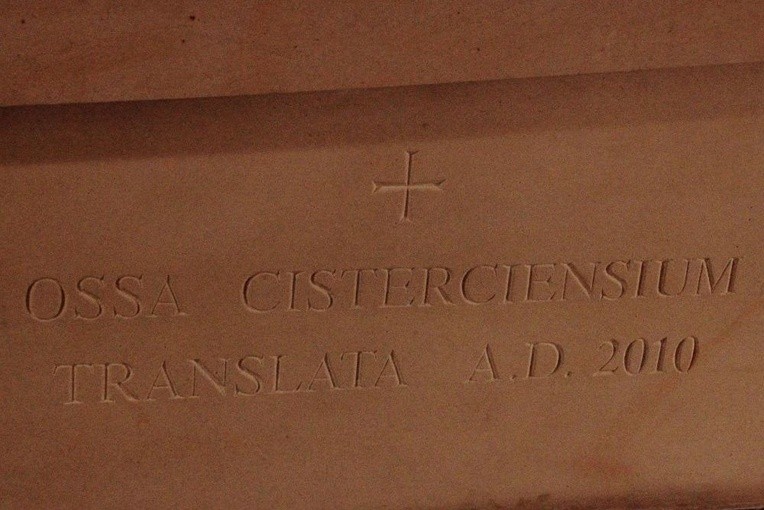 OSSA CISTERCIENSIUM
TRANSLATA A.D. 2010